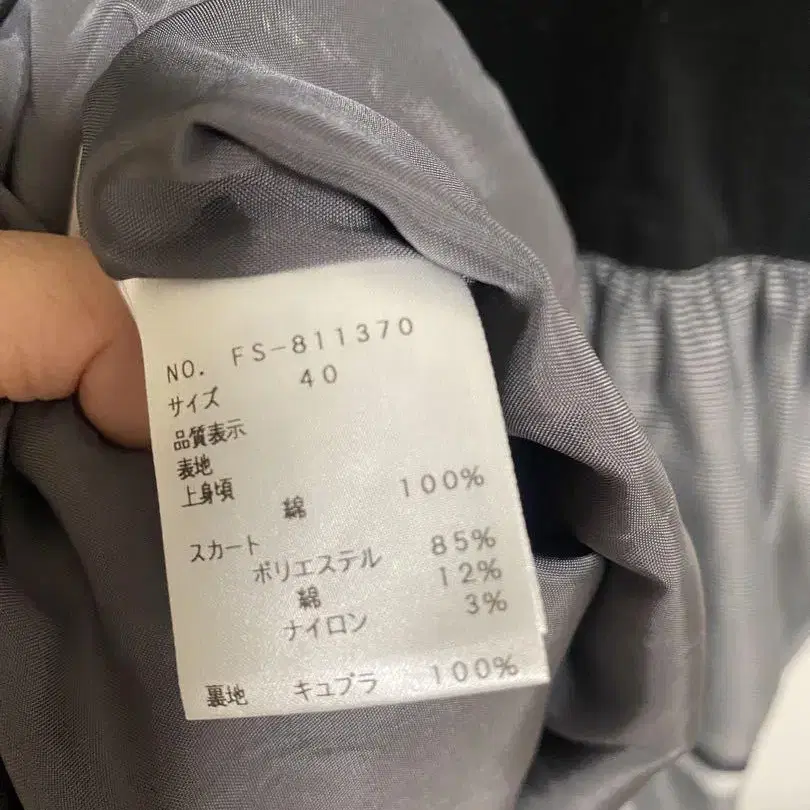 NO. FS-811370
サイズ 40
品質表示
表地
上身頃
綿 100%
スカート
ポリエステル 85%
綿 12%
ナイロン 3%
裏地 キュプラ 100%